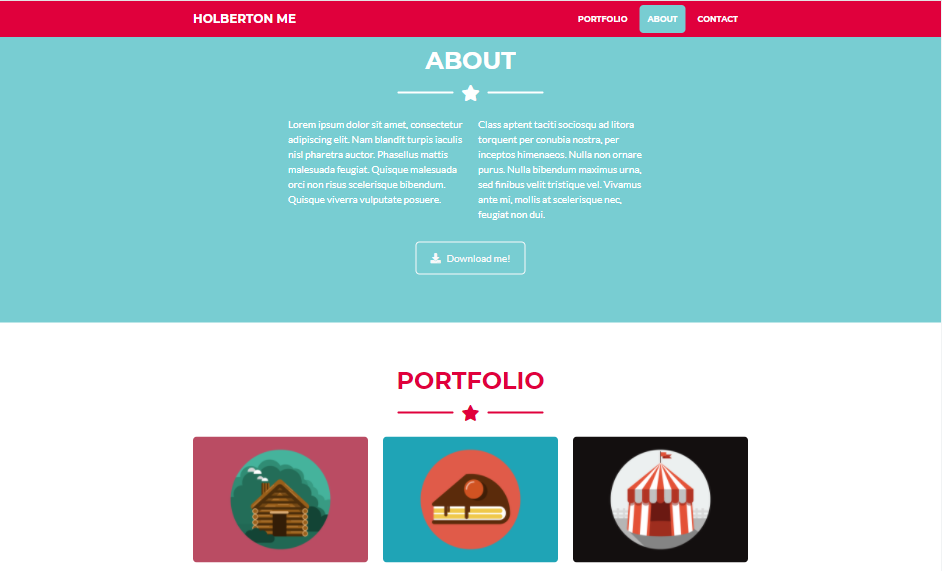 HOLBERTON ME
PORTFOLIO
ABOUT
CONTACT
ABOUT
Lorem ipsum dolor sit amet, consectetur
adipiscing elit. Nam blandit turpis iaculis
nisl pharetra auctor. Phasellus mattis
malesuada feugiat. Quisque malesuada
orci non risus scelerisque bibendum.
Quisque viverra vulputate posuere.
Class aptent taciti sociosqu ad litora
torquent per conubia nostra, per
inceptos himenaeos. Nulla non ornare
purus. Nulla bibendum maximus urna,
sed finibus velit tristique vel. Vivamus
ante mi, mollis at scelerisque nec,
feugiat non dui.
Download me!
PORTFOLIO